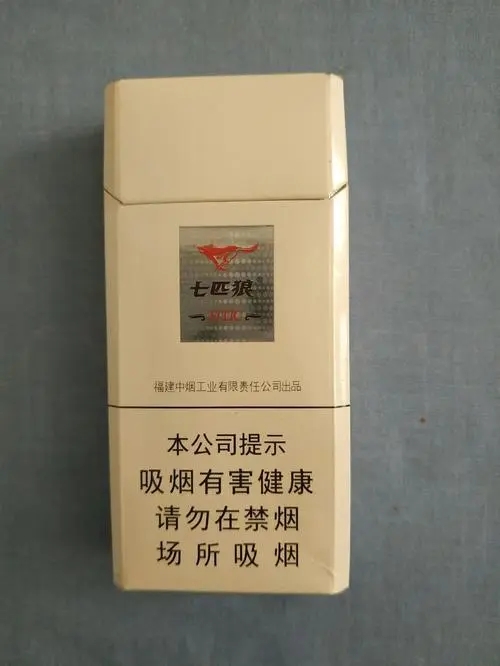 七匹狼
福建中烟工业有限责任公司出品
本公司提示
吸烟有害健康
请勿在禁烟
场所吸烟